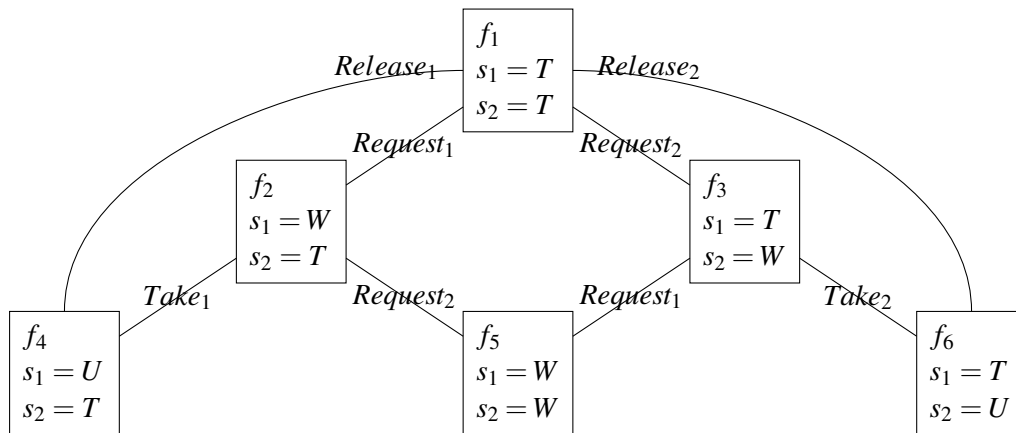 f₁
s₁ = T
s₂ = T
Release₁
Release₂
Request₁
Request₂
f₂
s₁ = W
s₂ = T
f₃
s₁ = T
s₂ = W
Take₁
Request₂
Request₁
Take₂
f₄
s₁ = U
s₂ = T
f₅
s₁ = W
s₂ = W
f₆
s₁ = T
s₂ = U